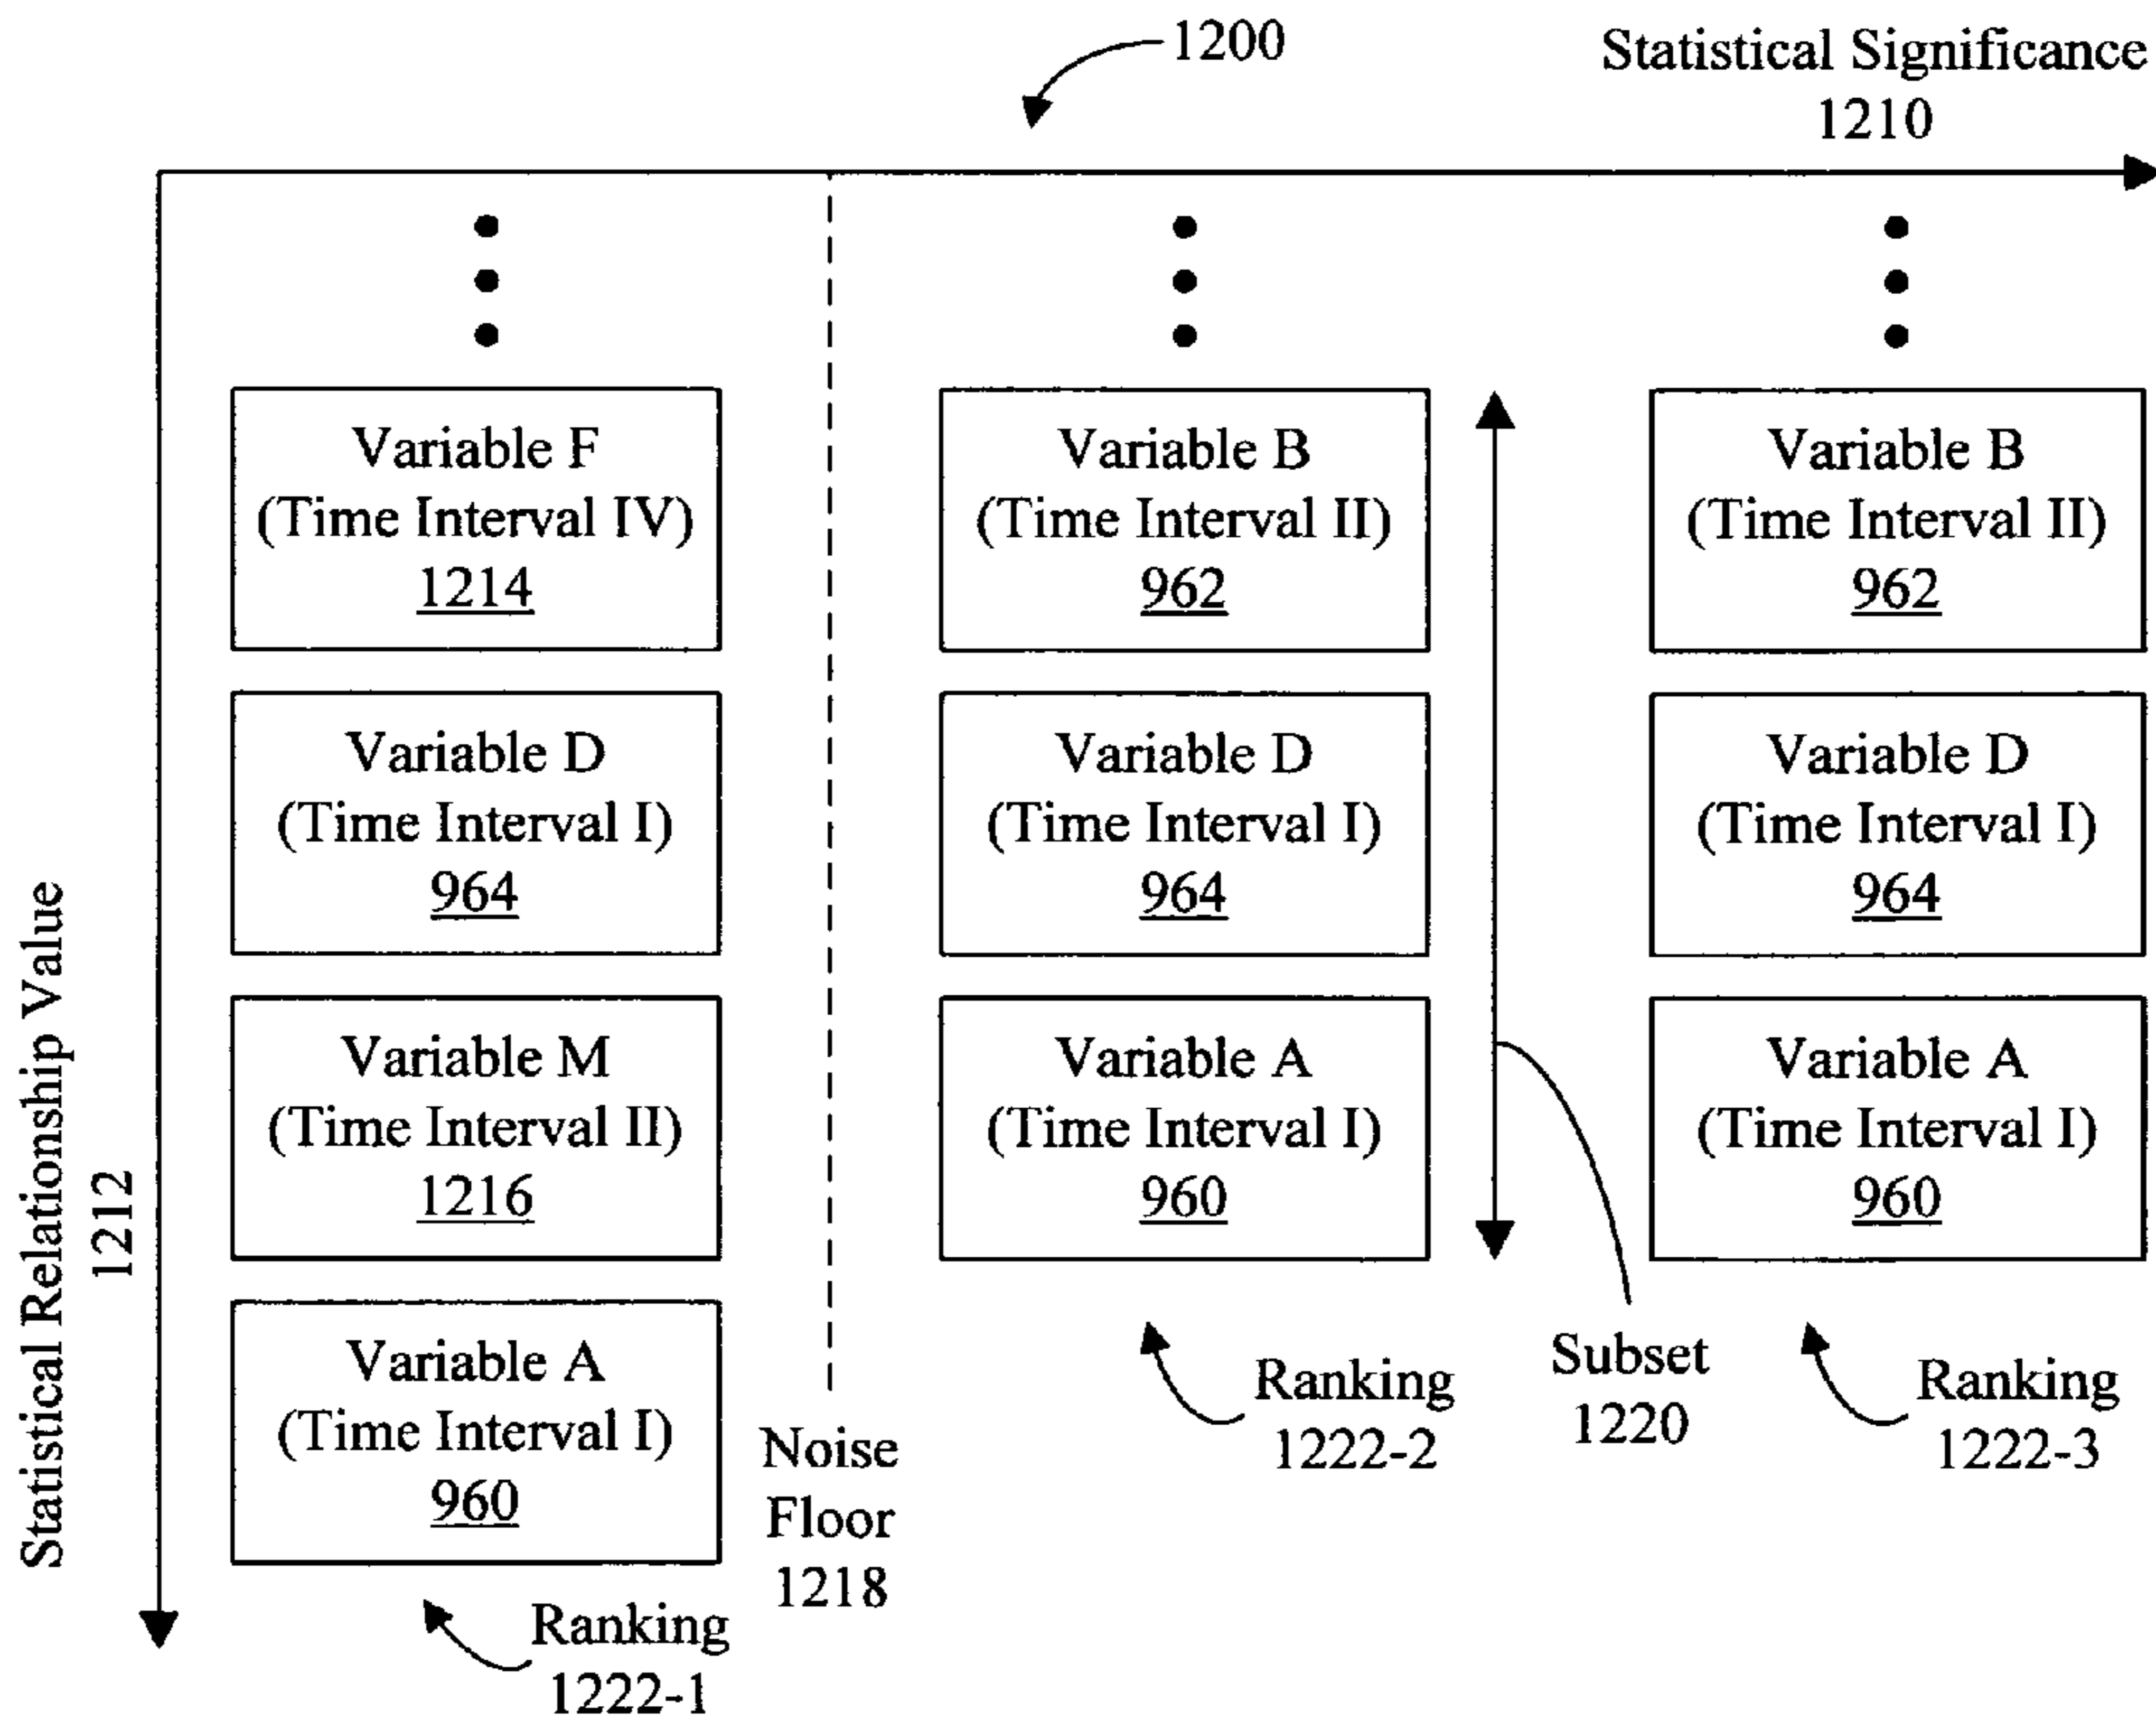 1200
Statistical Significance
1210
Statistical Relationship Value
1212
Variable F
(Time Interval IV)
1214
Variable D
(Time Interval I)
964
Variable M
(Time Interval II)
1216
Variable A
(Time Interval I)
960
Ranking
1222-1
Noise
Floor
1218
Variable B
(Time Interval II)
962
Variable D
(Time Interval I)
964
Variable A
(Time Interval I)
960
Ranking
1222-2
Subset
1220
Variable B
(Time Interval II)
962
Variable D
(Time Interval I)
964
Variable A
(Time Interval I)
960
Ranking
1222-3